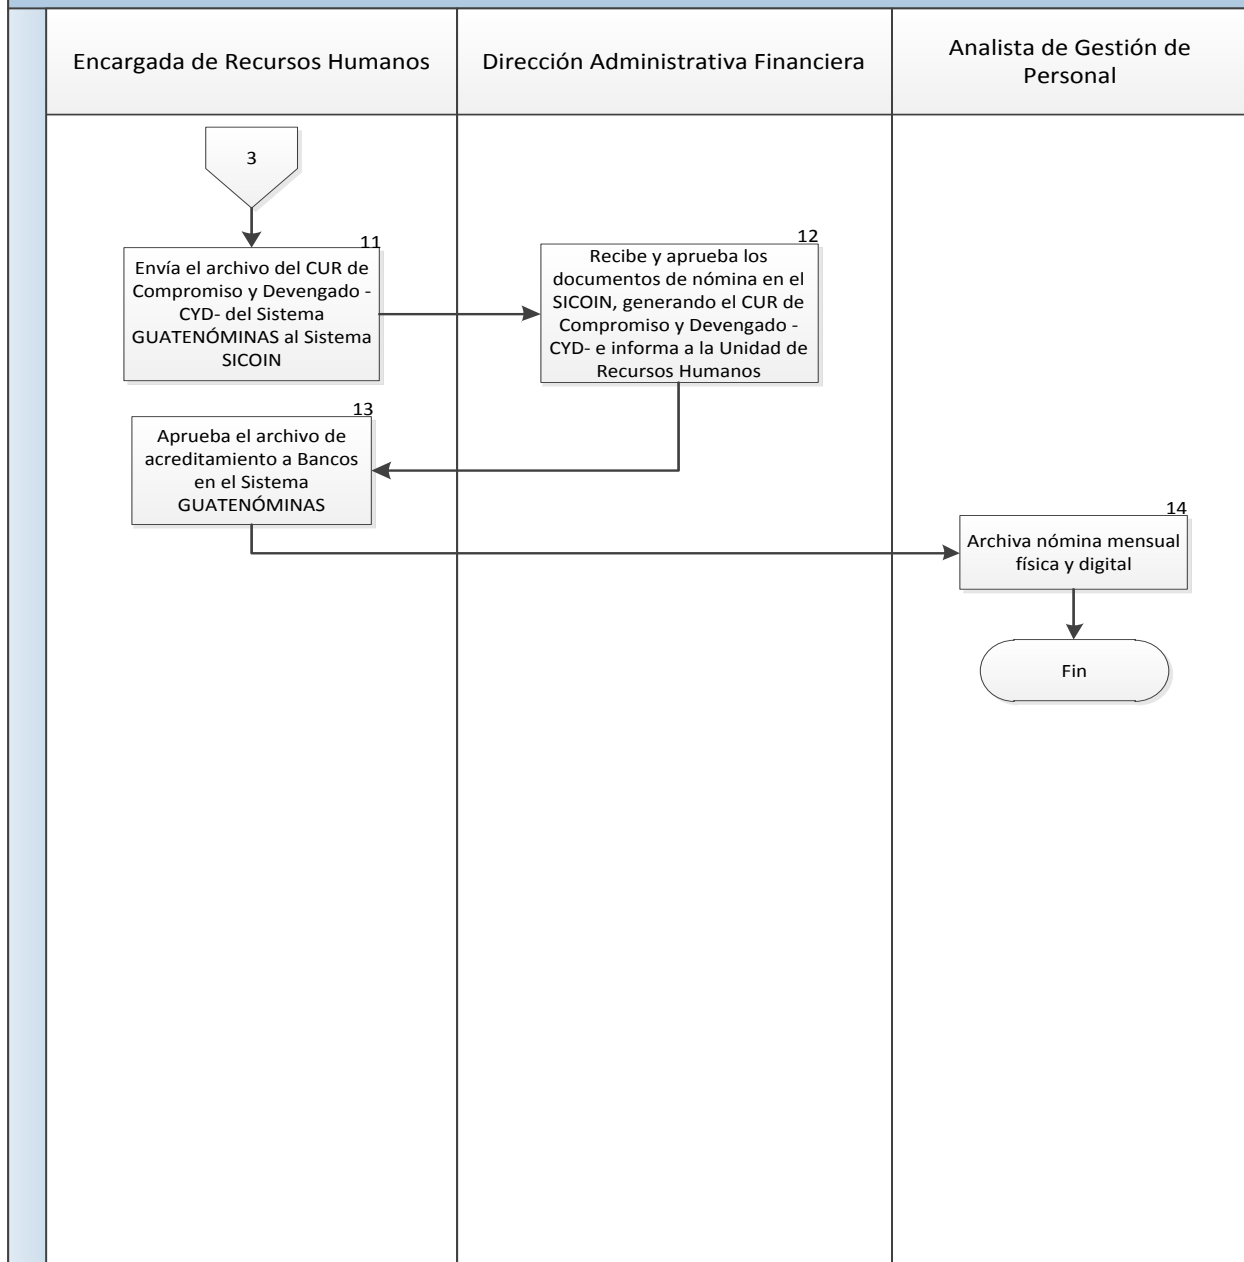 Encargada de Recursos Humanos
Dirección Administrativa Financiera
Analista de Gestión de
Personal
3
11
Envía el archivo del CUR de
Compromiso y Devengado -
CYD- del Sistema
GUATENÓMINAS al Sistema
SICOIN
12
Recibe y aprueba los
documentos de nómina en el
SICOIN, generando el CUR de
Compromiso y Devengado -
CYD- e informa a la Unidad de
Recursos Humanos
13
Aprueba el archivo de
acreditamiento a Bancos
en el Sistema
GUATENÓMINAS
14
Archiva nómina mensual
física y digital
Fin